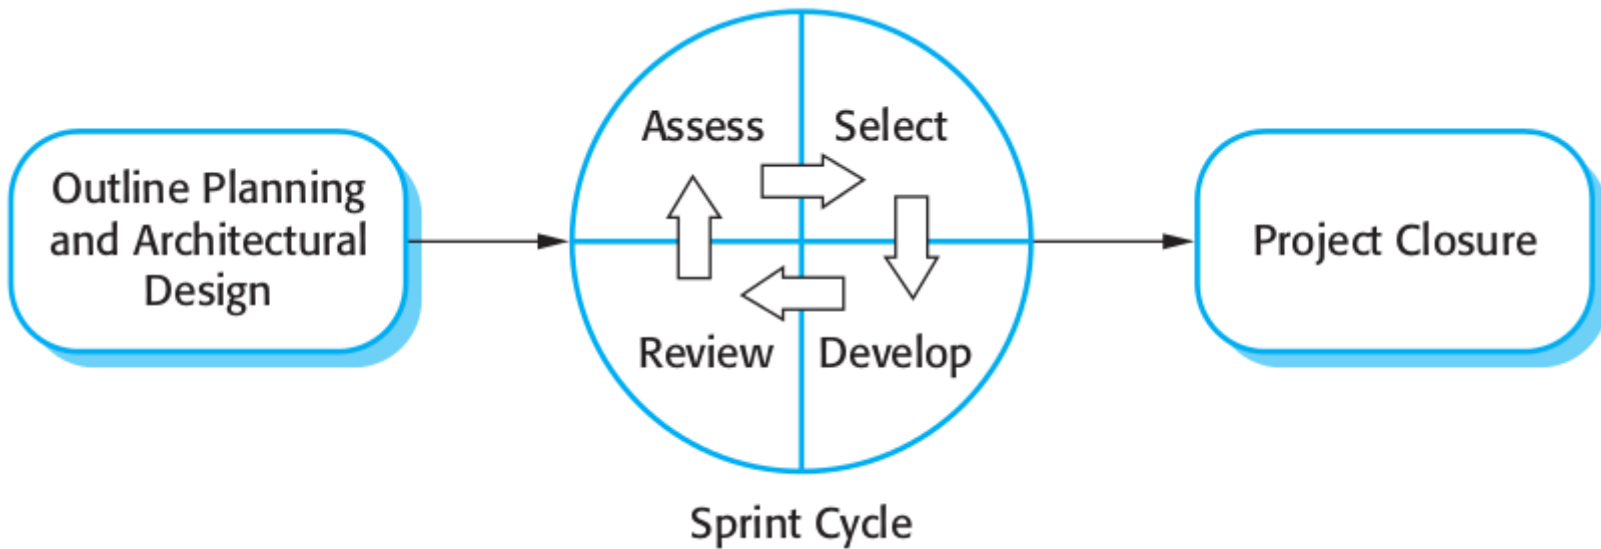 Outline Planning
and Architectural
Design
Assess
Select
Review
Develop
Sprint Cycle
Project Closure